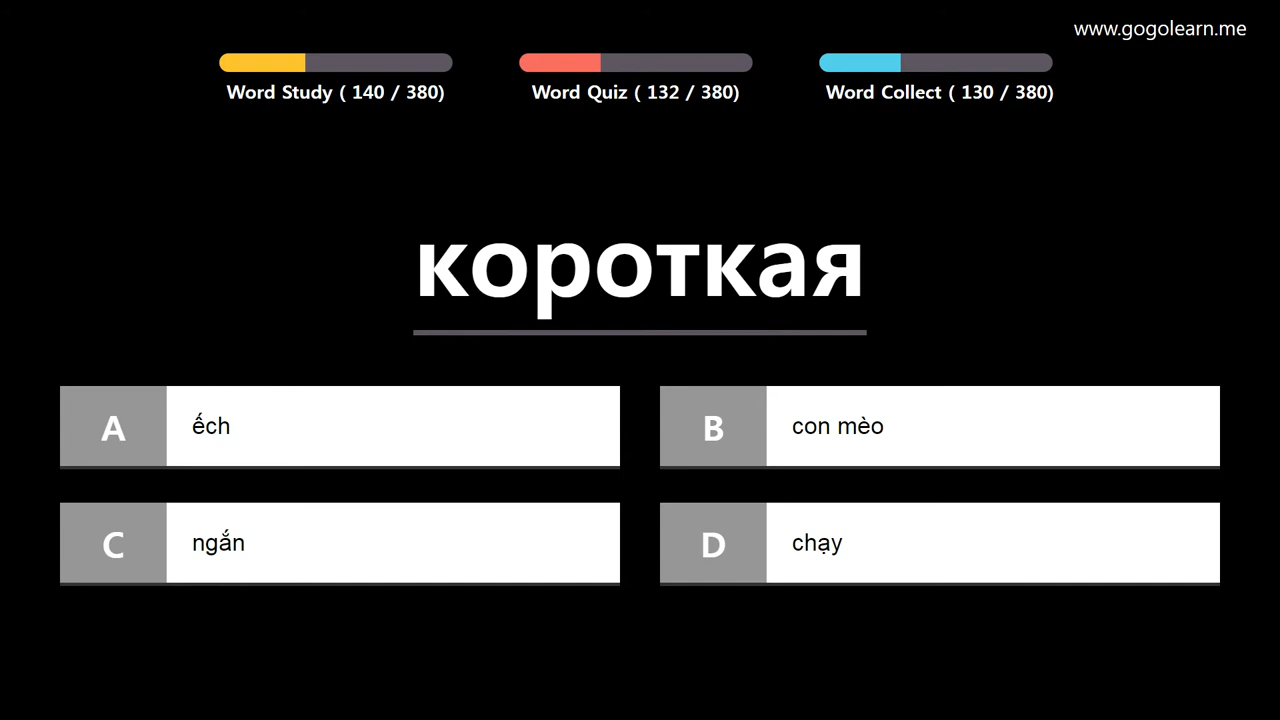 www.gogolearn.me
Word Study ( 140 / 380)
Word Quiz ( 132 / 380)
Word Collect ( 130 / 380)
короткая
A ếch
B con mèo
C ngắn
D chạy